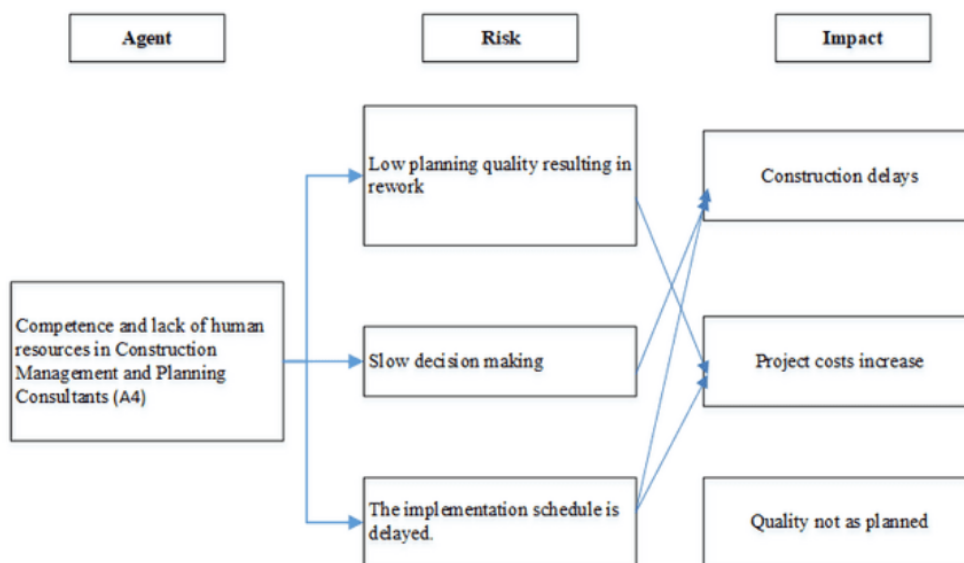 Agent
Risk
Impact
Competence and lack of human
resources in Construction
Management and Planning
Consultants (A4)
Low planning quality resulting in
rework
Slow decision making
The implementation schedule is
delayed.
Construction delays
Project costs increase
Quality not as planned